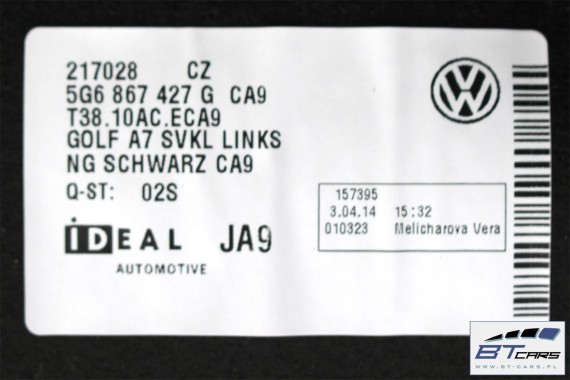 217028 CZ
5G6 867 427 G CA9
T38.10AC.ECA9
GOLF A7 SVKL LINKS
NG SCHWARZ CA9
Q-ST: 02S
157395
3.04.14 15:32
010323 Melicharova Vera
iDEAL JA9
AUTOMOTIVE
BTCARS
WWW.BT-CARS.PL